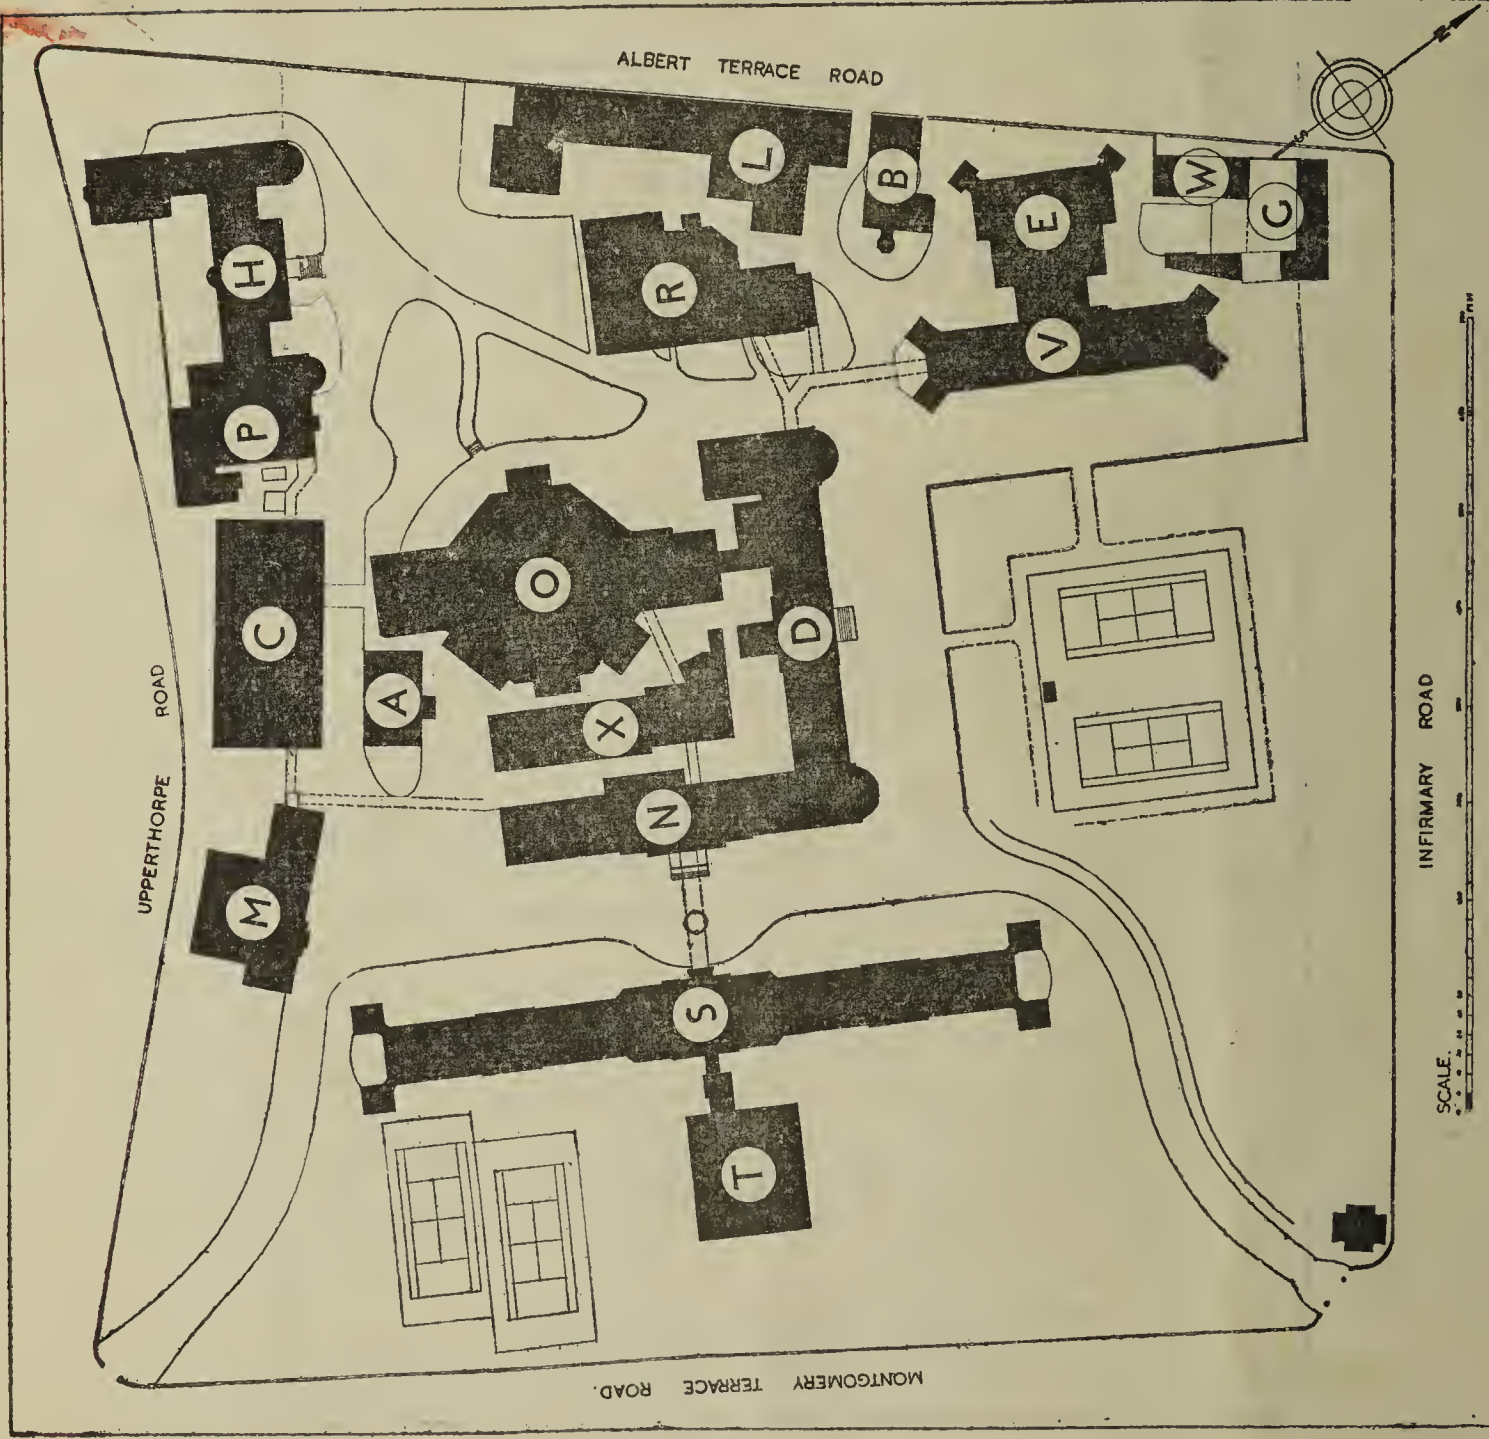 ALBERT TERRACE ROAD
N
S
L
B
W
G
E
H
R
V
P
O
C
D
A
X
N
M
S
T
UPPERTHORPE ROAD
INFIRMARY ROAD
SCALE.
MONTGOMERY TERRACE ROAD.